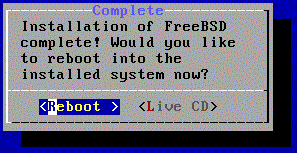 Complete
Installation of FreeBSD
complete! Would you like
to reboot into the
installed system now?
<Reboot > <Live CD>